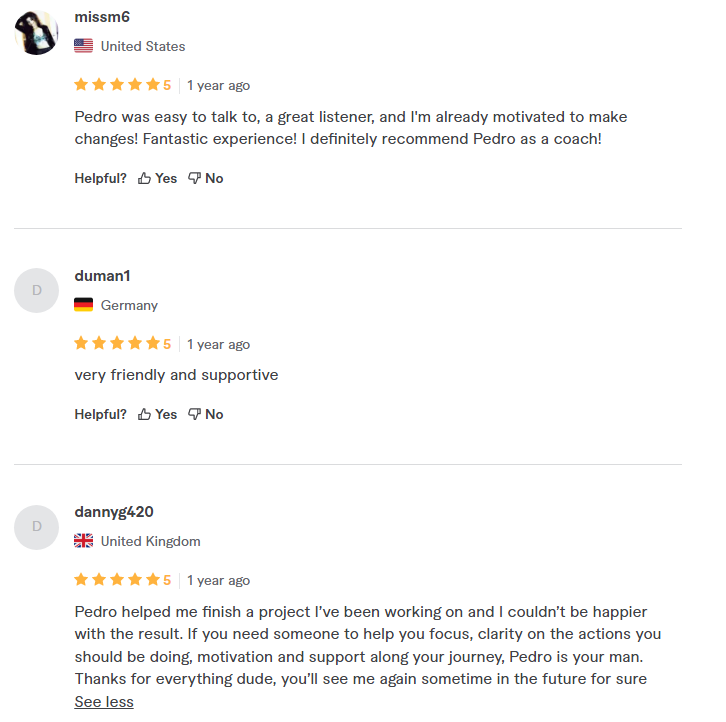 missm6
United States
5 1 year ago
Pedro was easy to talk to, a great listener, and I'm already motivated to make
changes! Fantastic experience! I definitely recommend Pedro as a coach!
Helpful? Yes No
D
duman1
Germany
5 1 year ago
very friendly and supportive
Helpful? Yes No
D
dannyg420
United Kingdom
5 1 year ago
Pedro helped me finish a project I’ve been working on and I couldn’t be happier
with the result. If you need someone to help you focus, clarity on the actions you
should be doing, motivation and support along your journey, Pedro is your man.
Thanks for everything dude, you’ll see me again sometime in the future for sure
See less